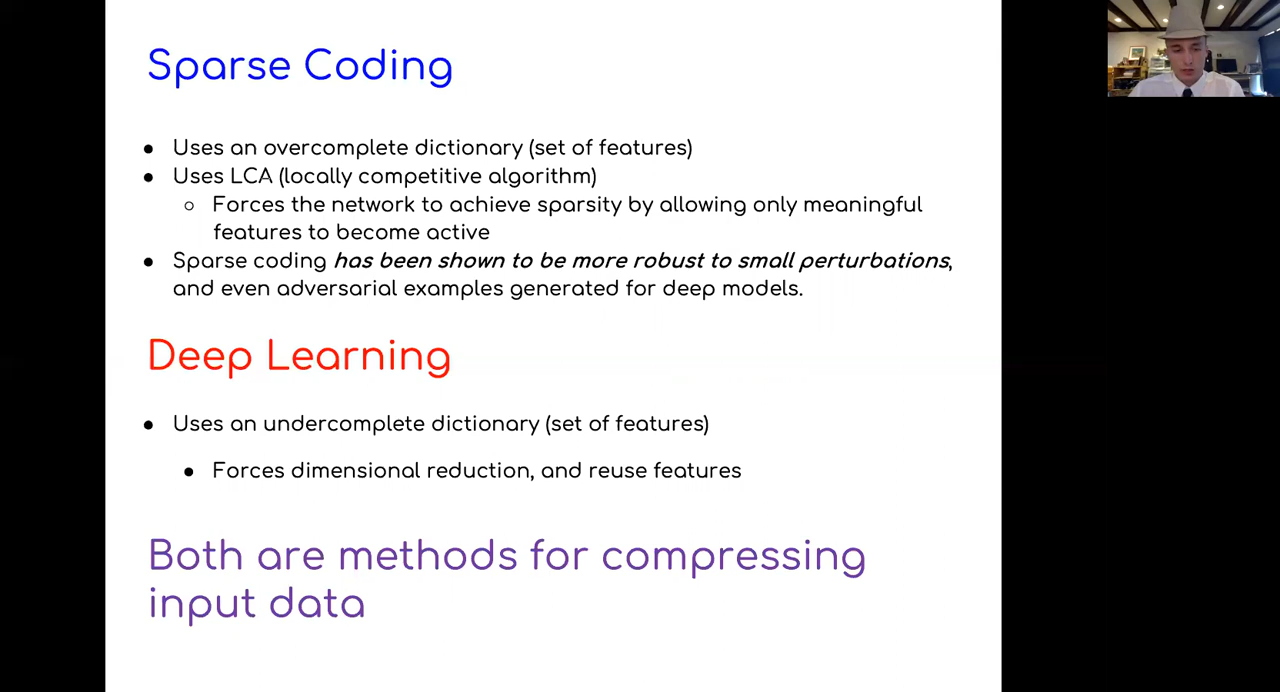 Sparse Coding
● Uses an overcomplete dictionary (set of features)
● Uses LCA (locally competitive algorithm)
○ Forces the network to achieve sparsity by allowing only meaningful
features to become active
● Sparse coding has been shown to be more robust to small perturbations,
and even adversarial examples generated for deep models.
Deep Learning
● Uses an undercomplete dictionary (set of features)
● Forces dimensional reduction, and reuse features
Both are methods for compressing
input data